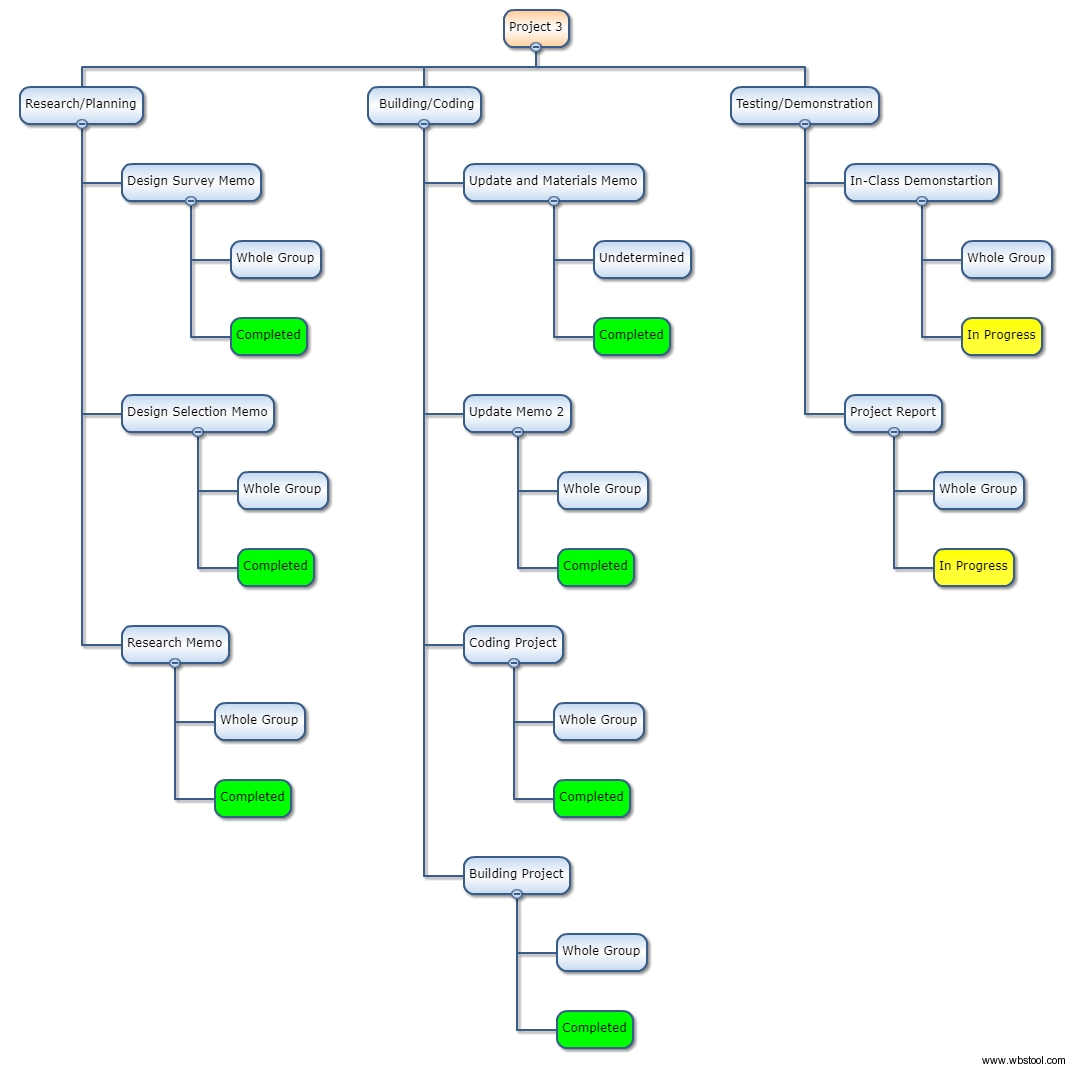 Project 3
Research/Planning
Design Survey Memo
Whole Group
Completed
Design Selection Memo
Whole Group
Completed
Research Memo
Whole Group
Completed
Building/Coding
Update and Materials Memo
Undetermined
Completed
Update Memo 2
Whole Group
Completed
Coding Project
Whole Group
Completed
Building Project
Whole Group
Completed
Testing/Demonstration
In-Class Demonstartion
Whole Group
In Progress
Project Report
Whole Group
In Progress
www.wbstool.com